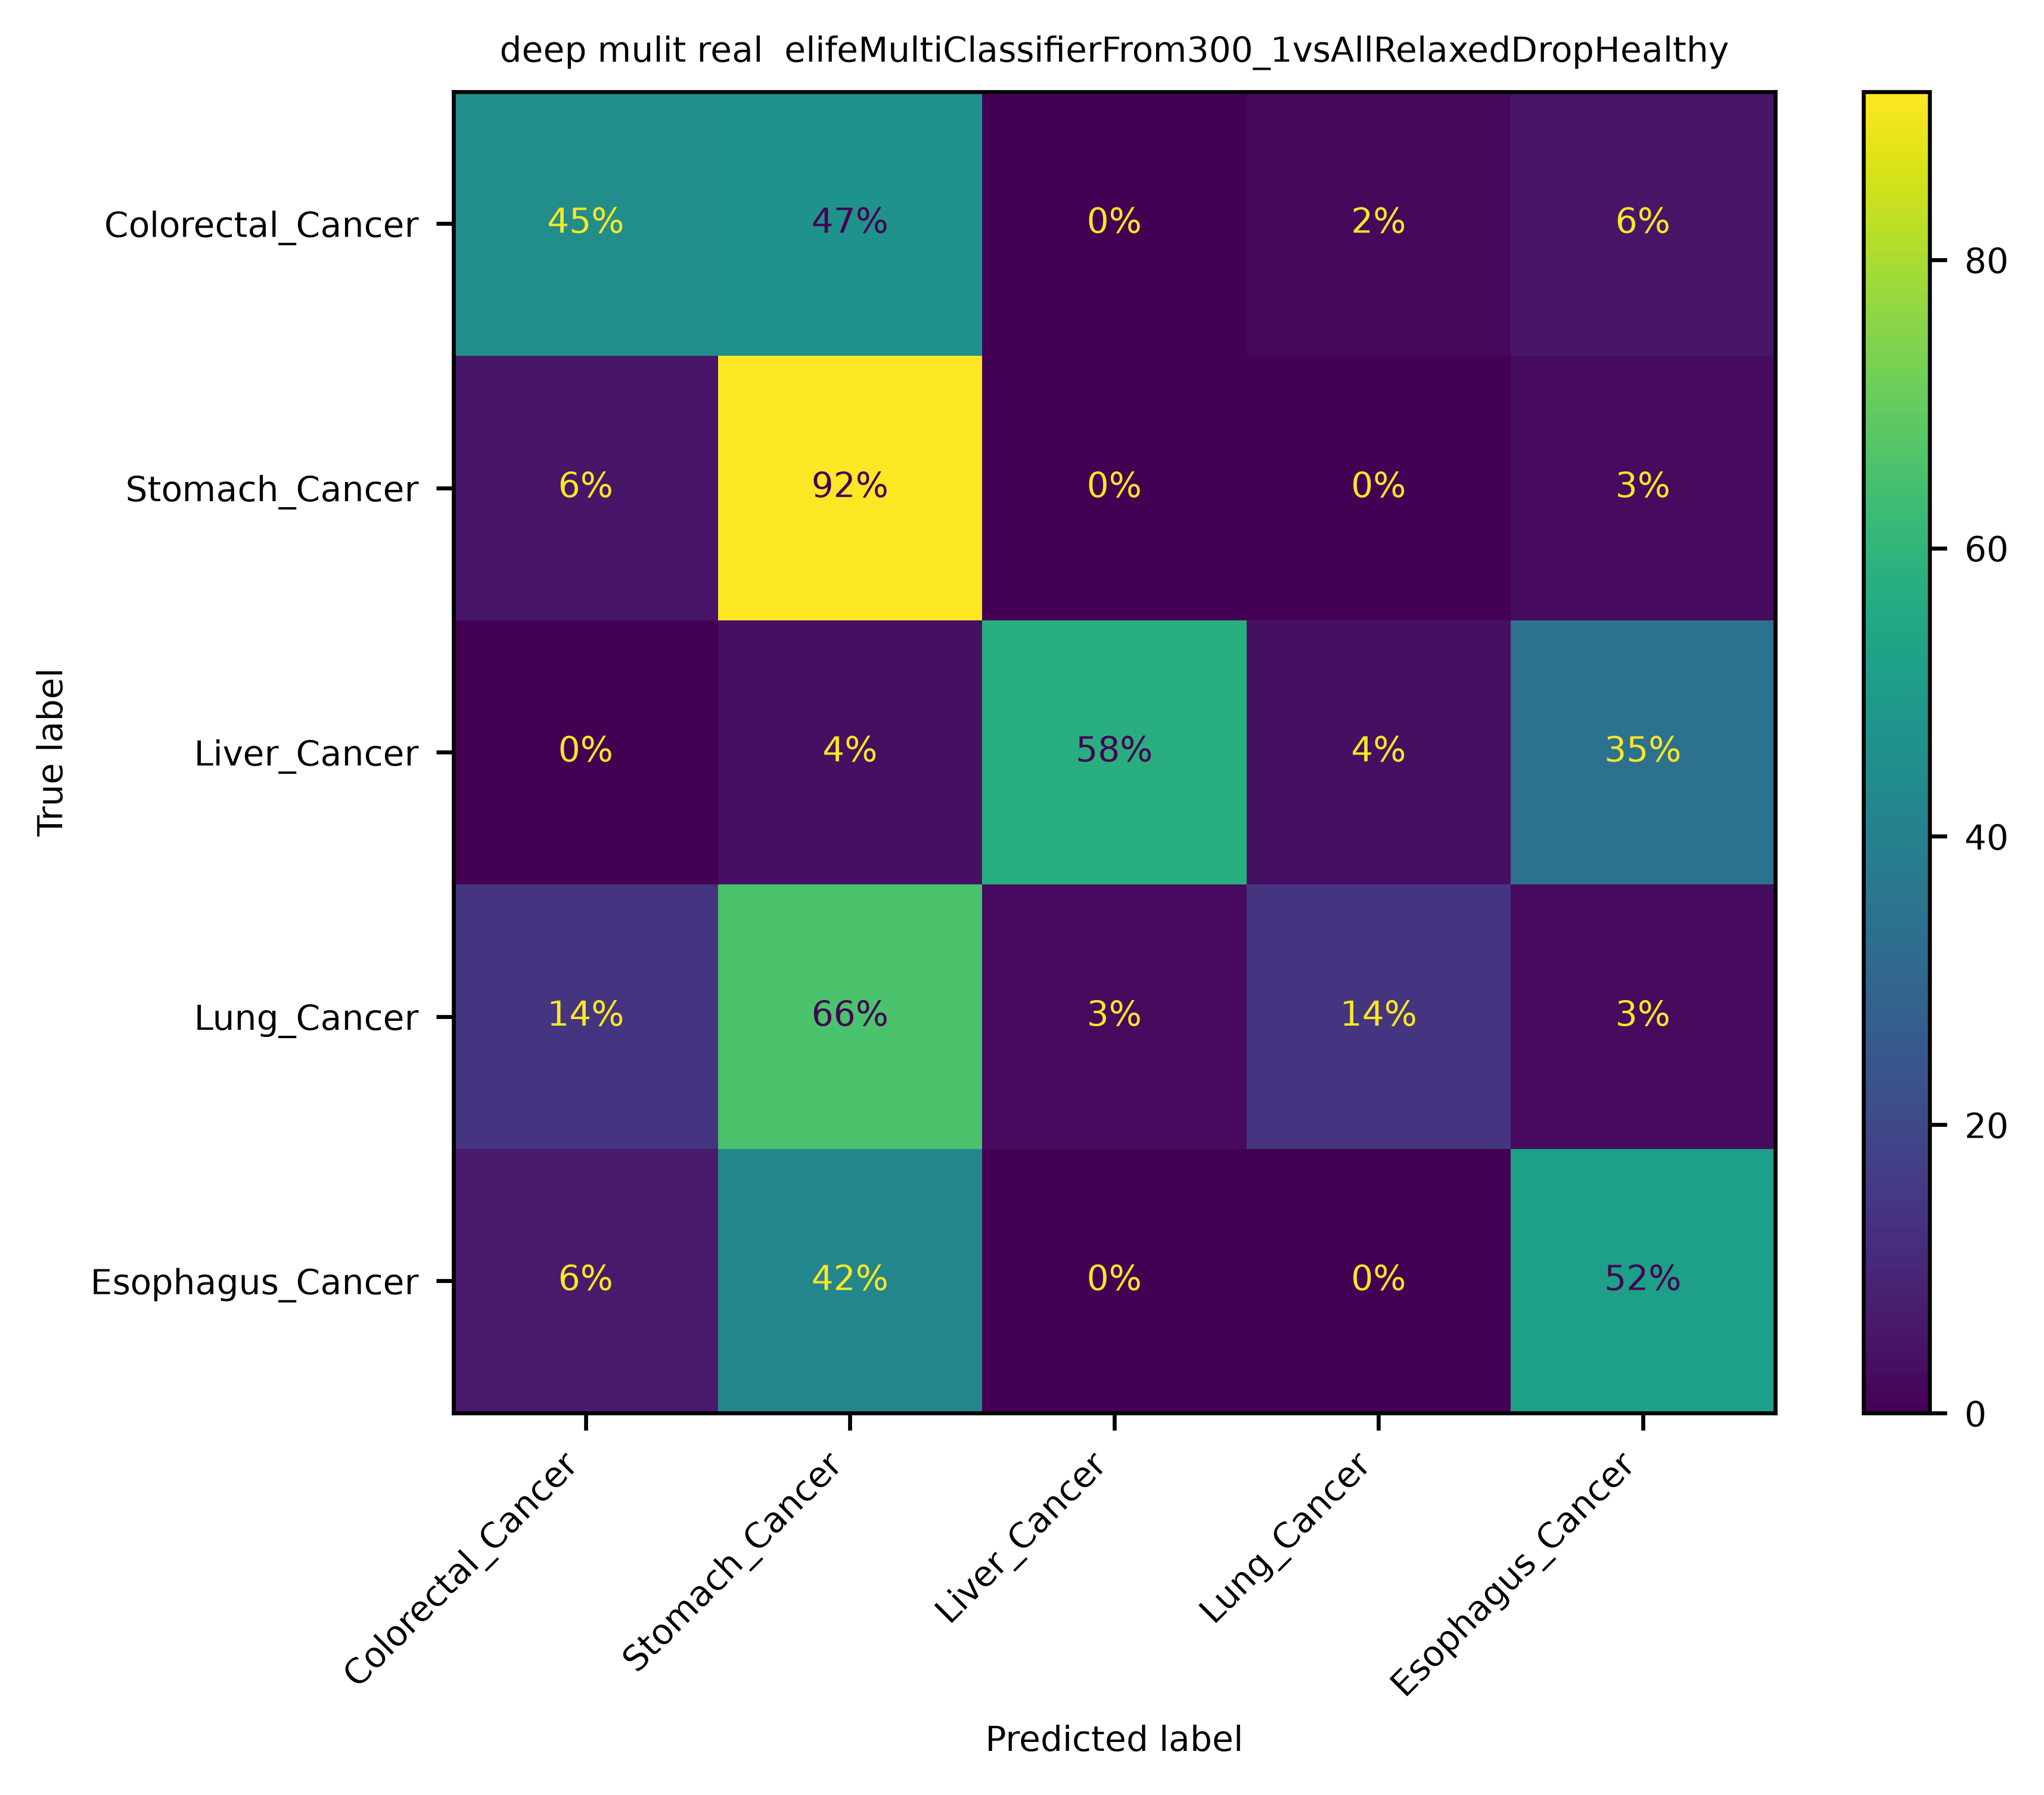 deep mulit real  elifeMultiClassifierFrom300_1vsAllRelaxedDropHealthy
True label
Colorectal_Cancer 45% 47% 0% 2% 6%
Stomach_Cancer 6% 92% 0% 0% 3%
Liver_Cancer 0% 4% 58% 4% 35%
Lung_Cancer 14% 66% 3% 14% 3%
Esophagus_Cancer 6% 42% 0% 0% 52%
Colorectal_Cancer
Stomach_Cancer
Liver_Cancer
Lung_Cancer
Esophagus_Cancer
Predicted label
80
60
40
20
0